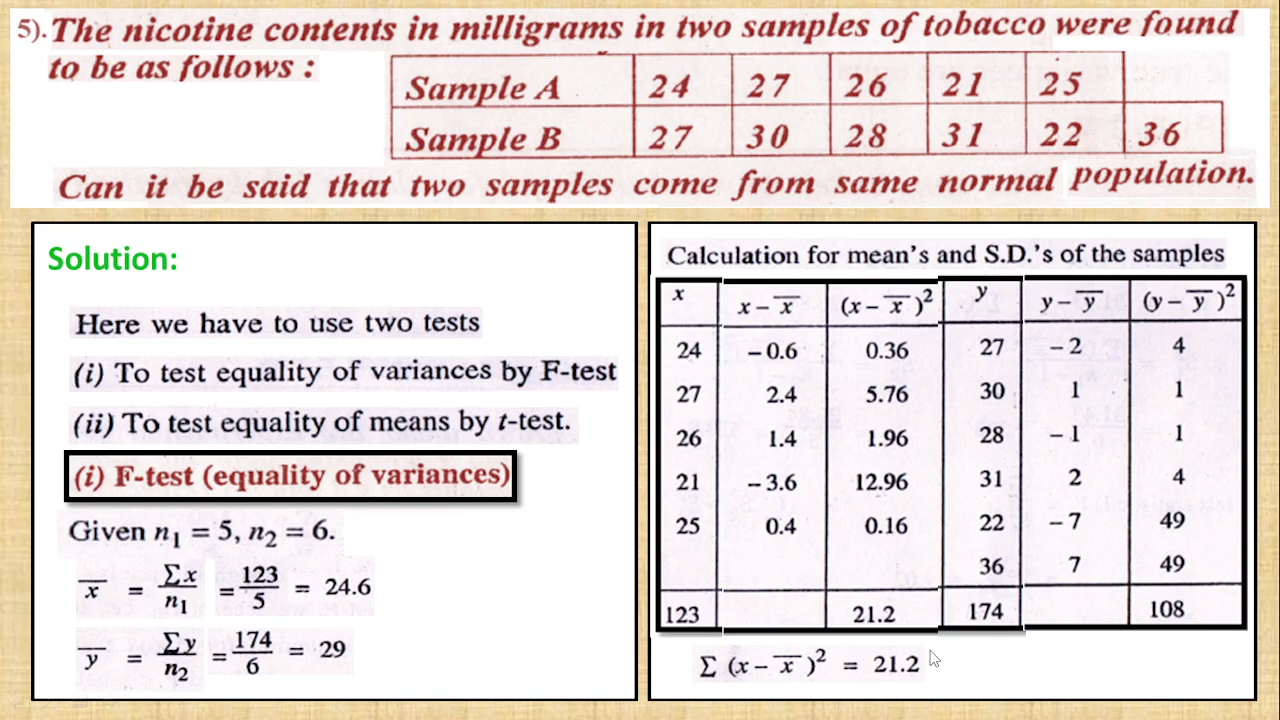 5). The nicotine contents in milligrams in two samples of tobacco were found
to be as follows :
Sample A 24 27 26 21 25
Sample B 27 30 28 31 22 36
Can it be said that two samples come from same normal population.
Solution:
Here we have to use two tests
(i) To test equality of variances by F-test
(ii) To test equality of means by t-test.
(i) F-test (equality of variances)
Given n₁ = 5, n₂ = 6.
x̅ = Σx/n₁ = 123/5 = 24.6
y̅ = Σy/n₂ = 174/6 = 29
Calculation for mean's and S.D.'s of the samples
x x – x̅ (x – x̅)² y y – y̅ (y – y̅)²
24 – 0.6 0.36 27 – 2 4
27 2.4 5.76 30 1 1
26 1.4 1.96 28 – 1 1
21 – 3.6 12.96 31 2 4
25 0.4 0.16 22 – 7 49
36 7 49
123 21.2 174 108
Σ (x – x̅)² = 21.2